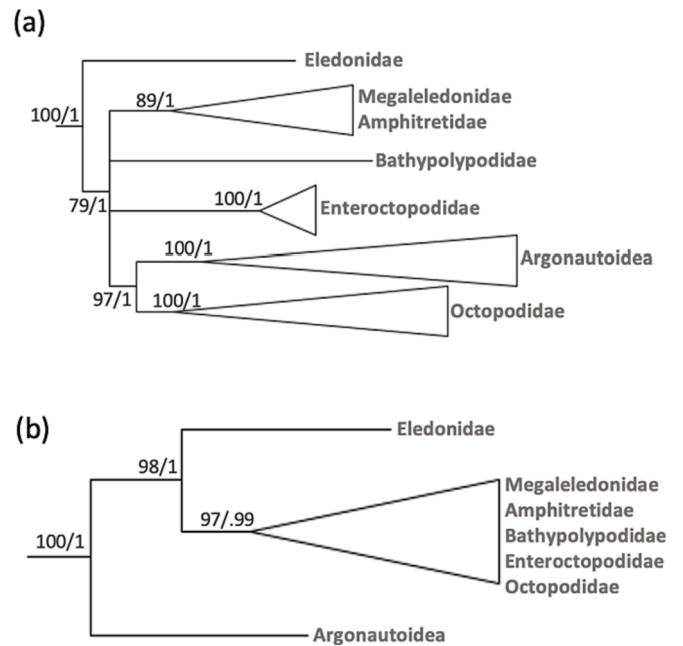 (a)
Eledonidae
89/1
Megaleledonidae
Amphitretidae
100/1
Bathypolypodidae
79/1
100/1
Enteroctopodidae
100/1
Argonautoidea
97/1
100/1
Octopodidae
(b)
Eledonidae
98/1
Megaleledonidae
97/.99
Amphitretidae
Bathypolypodidae
100/1
Enteroctopodidae
Octopodidae
Argonautoidea